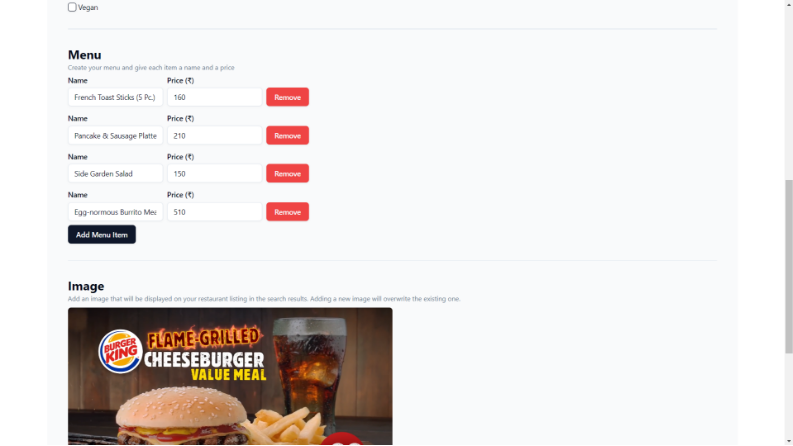 Vegan
Menu
Create your menu and give each item a name and a price
Name Price (₹)
French Toast Sticks (5 Pc.) 160 Remove
Name Price (₹)
Pancake & Sausage Platte 210 Remove
Name Price (₹)
Side Garden Salad 150 Remove
Name Price (₹)
Egg-normous Burrito Mea 510 Remove
Add Menu Item
Image
Add an image that will be displayed on your restaurant listing in the search results. Adding a new image will overwrite the existing one.
BURGER
KING
FLAME-GRILLED
CHEESEBURGER
VALUE MEAL